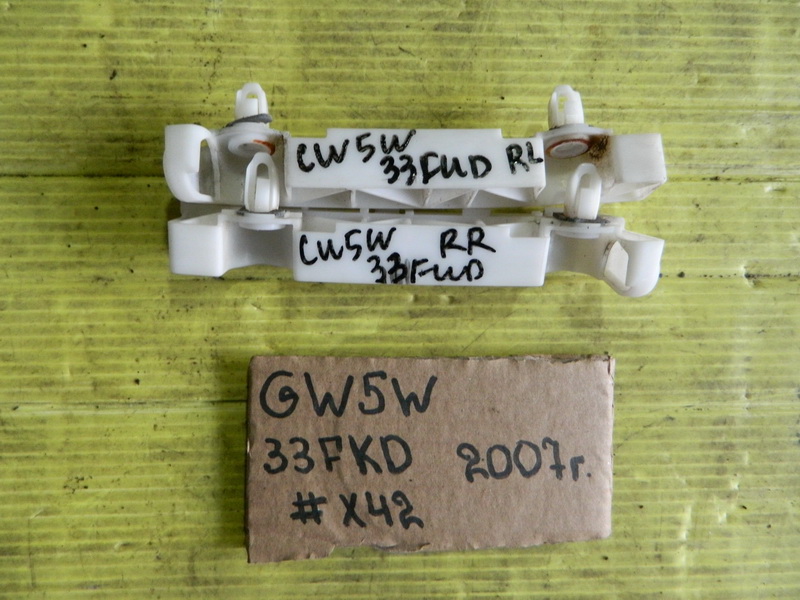 CW5W
33FWD RL
CW5W RR
33FWD
GW5W
33FKD 2007г.
# X42